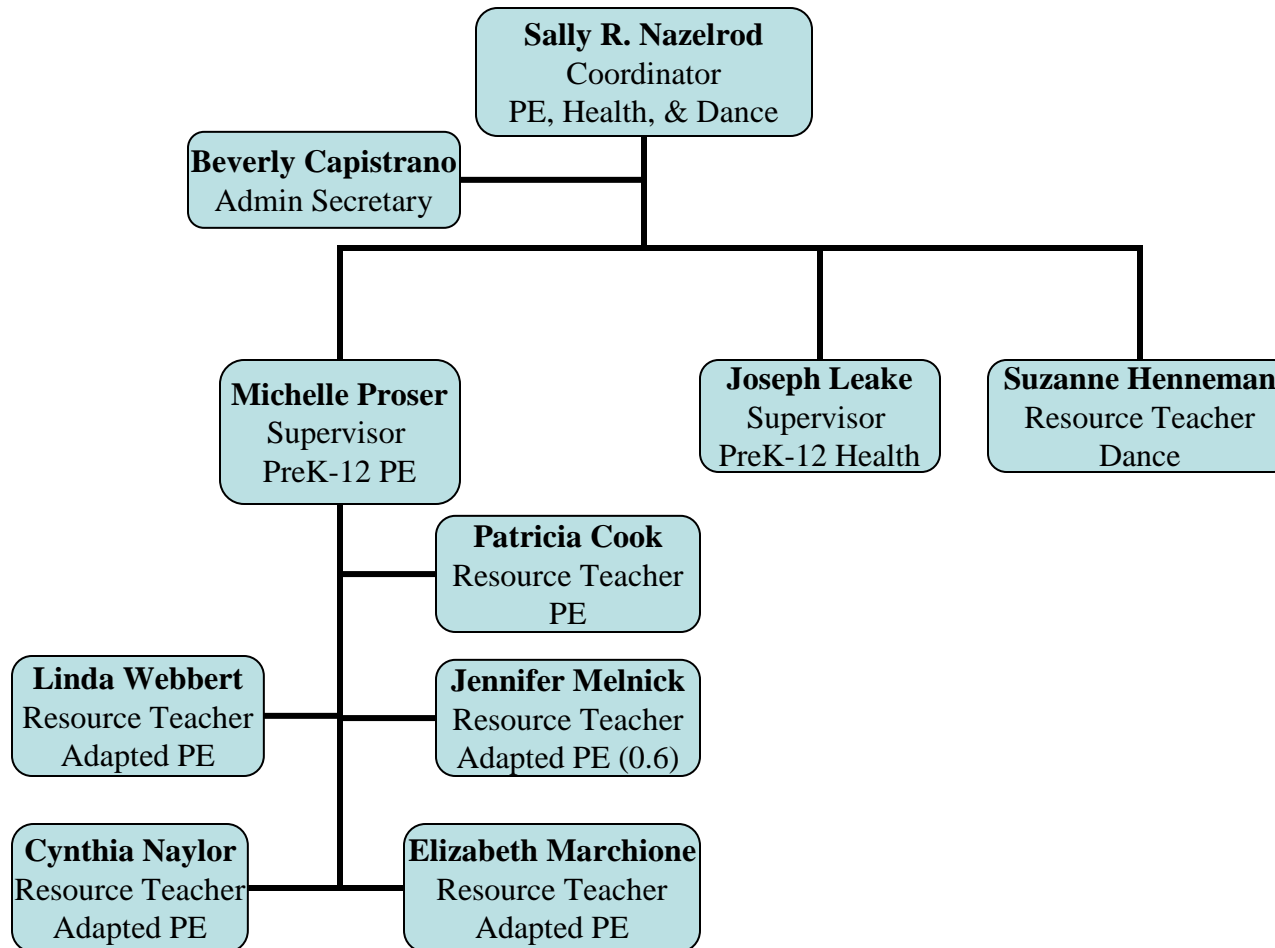 Sally R. Nazelrod
Coordinator
PE, Health, & Dance
Beverly Capistrano
Admin Secretary
Michelle Proser
Supervisor
PreK-12 PE
Joseph Leake
Supervisor
PreK-12 Health
Suzanne Henneman
Resource Teacher
Dance
Patricia Cook
Resource Teacher
PE
Linda Webbert
Resource Teacher
Adapted PE
Jennifer Melnick
Resource Teacher
Adapted PE (0.6)
Cynthia Naylor
Resource Teacher
Adapted PE
Elizabeth Marchione
Resource Teacher
Adapted PE